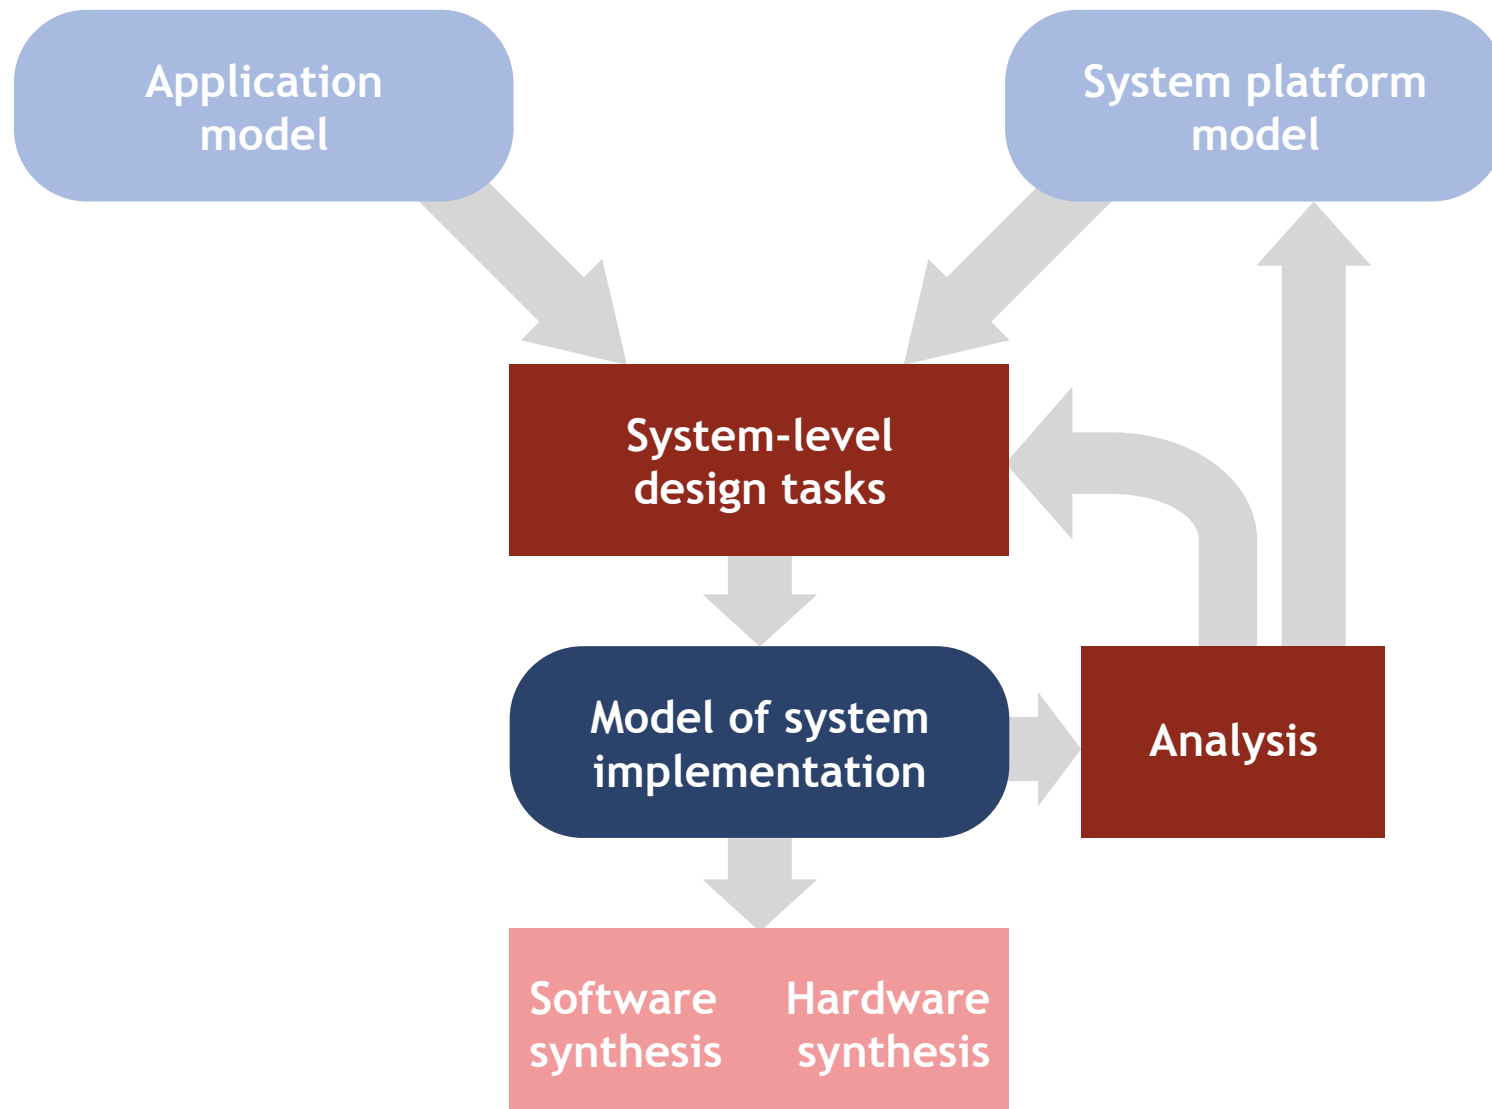 Application
model
System platform
model
System-level
design tasks
Model of system
implementation
Analysis
Software
synthesis
Hardware
synthesis